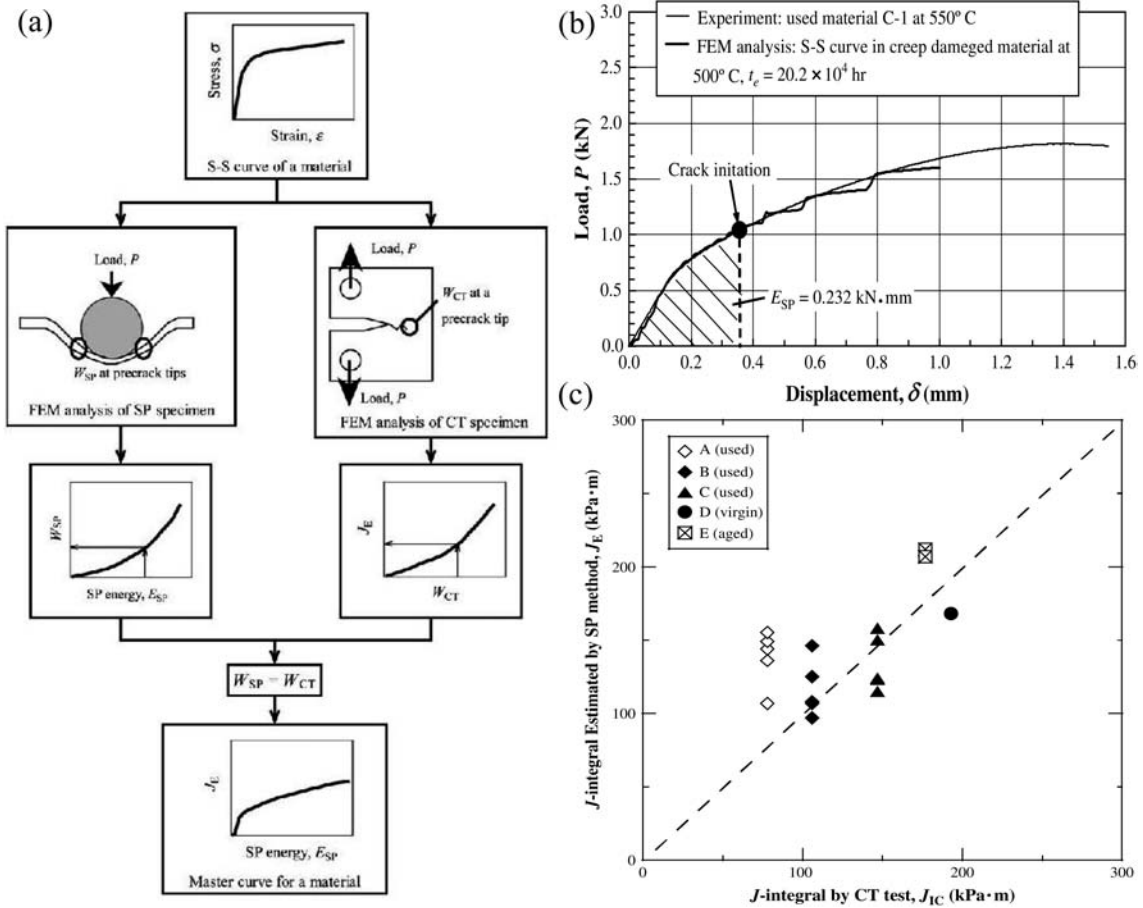 (a)
Stress, σ
Strain, ε
S-S curve of a material
Load, P
W_SP at precrack tips
FEM analysis of SP specimen
Load, P
W_CT at a
precrack tip
Load, P
FEM analysis of CT specimen
W_SP
SP energy, E_SP
J_E
W_CT
W_SP = W_CT
J_E
SP energy, E_SP
Master curve for a material
(b)
Experiment: used material C-1 at 550° C
FEM analysis: S-S curve in creep dameged material at
500° C, t_e = 20.2 × 10⁴ hr
3.0
2.5
2.0
1.5
1.0
0.5
0.0
Load, P (kN)
Crack initation
E_SP = 0.232 kN·mm
0.0 0.2 0.4 0.6 0.8 1.0 1.2 1.4 1.6
Displacement, δ (mm)
(c)
300
200
100
0
J-integral Estimated by SP method, J_E (kPa·m)
A (used)
B (used)
C (used)
D (virgin)
E (aged)
0 100 200 300
J-integral by CT test, J_IC (kPa·m)